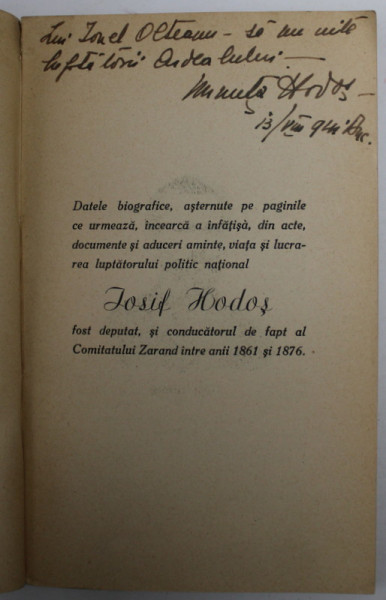 Lui Ionel Olteanu – să nu uite
luptătorii Ardealului –
Hodoș –
13/VIII 941 Buc.
Datele biografice, așternute pe paginile
ce urmează, încearcă a înfățișà, din acte,
documente și aduceri aminte, viața și lucra-
rea luptătorului politic național
Iosif Hodoș
fost deputat, și conducătorul de fapt al
Comitatului Zarand între anii 1861 și 1876.